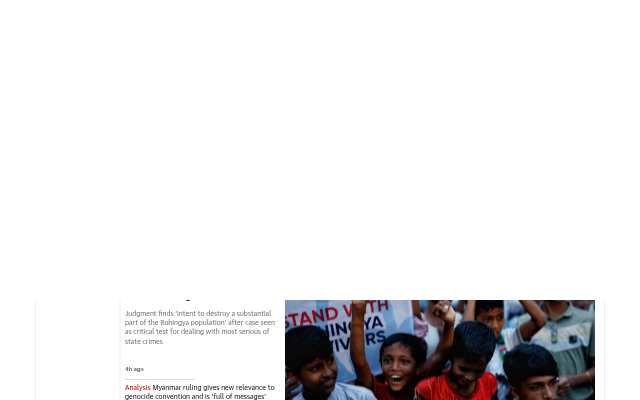 Judgment finds 'intent to destroy a substantial
part of the Rohingya population' after case seen
as critical test for dealing with most serious of
state crimes
4h ago
Analysis Myanmar ruling gives new relevance to
genocide convention and is 'full of messages'
STAND WITH